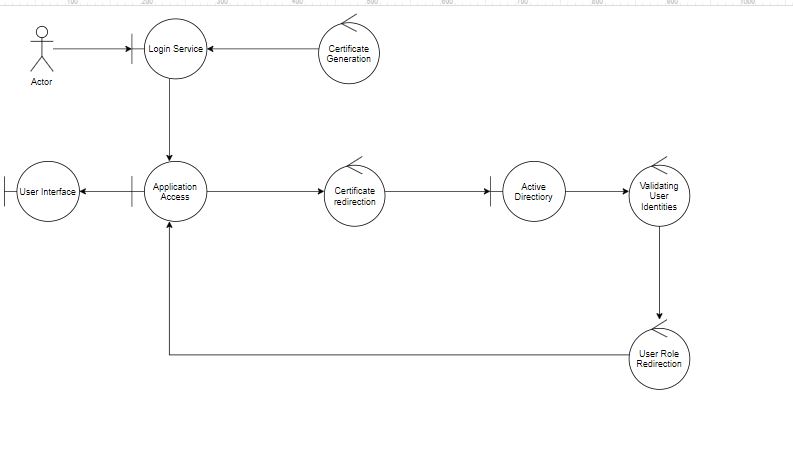 100 200 300 400 500 600 700 800 900 1000
Login Service
Certificate
Generation
Actor
User Interface
Application
Access
Certificate
redirection
Active
Directory
Validating
User
Identities
User Role
Redirection